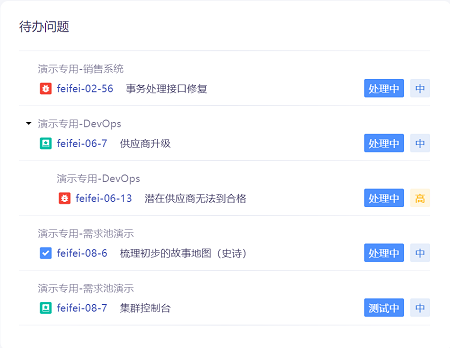 待办问题
演示专用-销售系统
feifei-02-56 事务处理接口修复 处理中 中
演示专用-DevOps
feifei-06-7 供应商升级 处理中 中
演示专用-DevOps
feifei-06-13 潜在供应商无法到合格 处理中 高
演示专用-需求池演示
feifei-08-6 梳理初步的故事地图（史诗） 处理中 中
演示专用-需求池演示
feifei-08-7 集群控制台 测试中 中